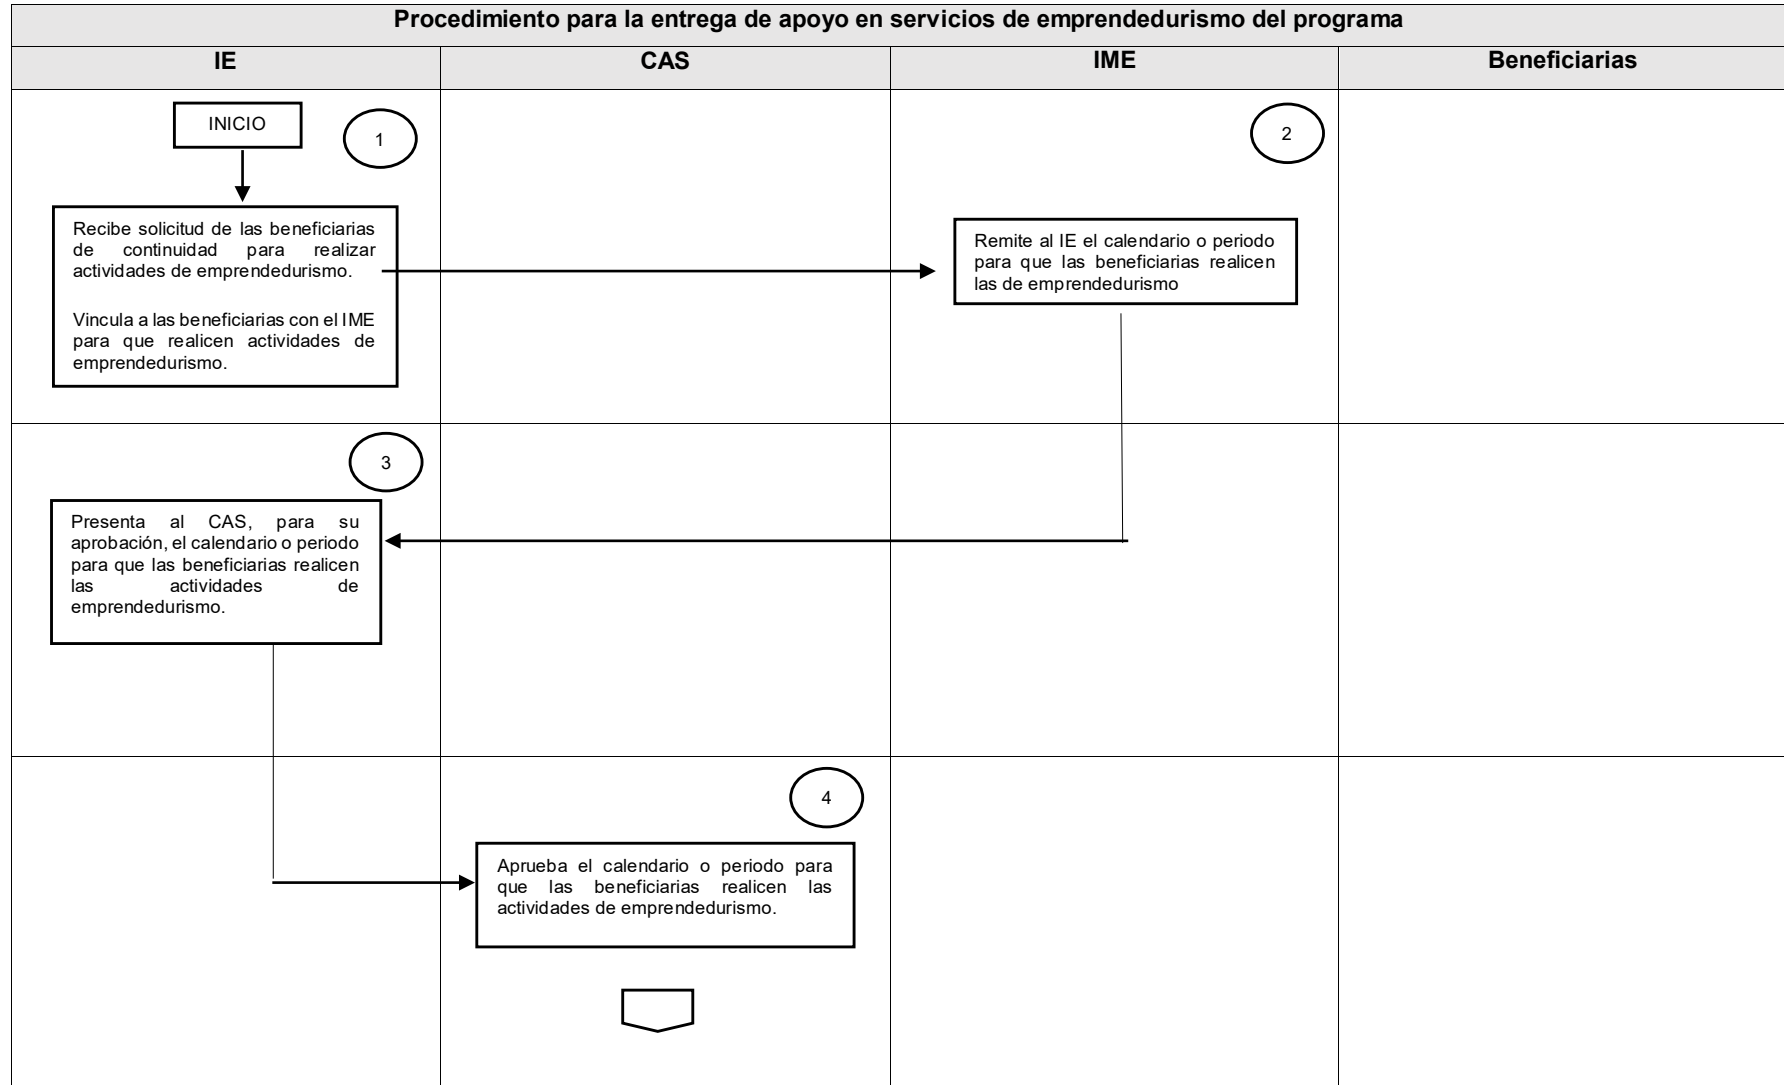 Procedimiento para la entrega de apoyo en servicios de emprendedurismo del programa
IE
CAS
IME
Beneficiarias
INICIO
1
2
Recibe solicitud de las beneficiarias
de continuidad para realizar
actividades de emprendedurismo.
Vincula a las beneficiarias con el IME
para que realicen actividades de
emprendedurismo.
Remite al IE el calendario o periodo
para que las beneficiarias realicen
las de emprendedurismo
3
Presenta al CAS, para su
aprobación, el calendario o periodo
para que las beneficiarias realicen
las actividades de
emprendedurismo.
4
Aprueba el calendario o periodo para
que las beneficiarias realicen las
actividades de emprendedurismo.